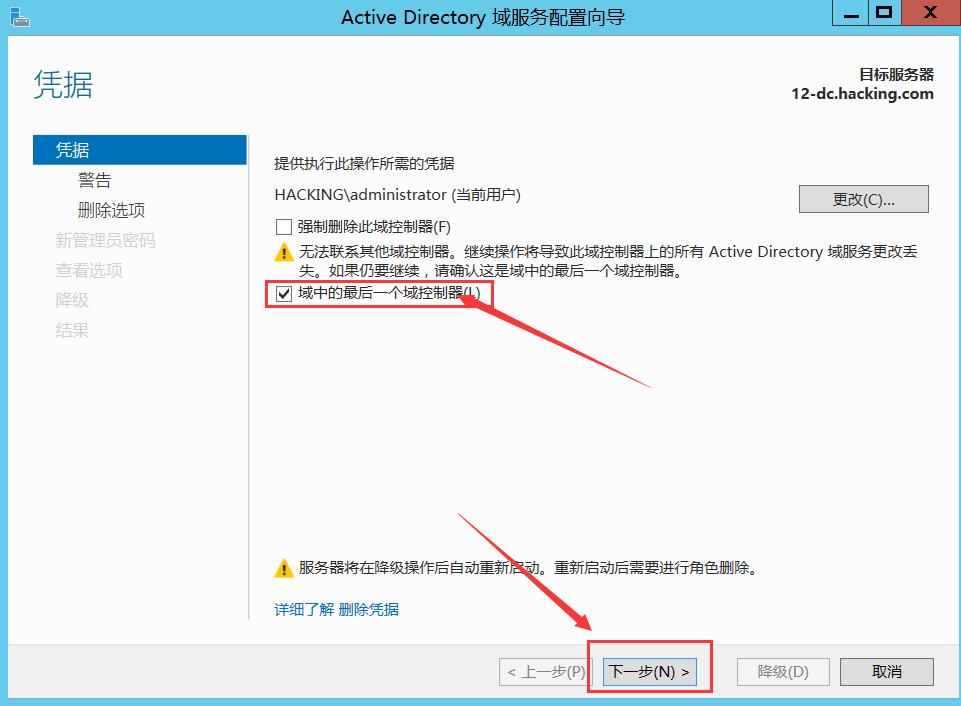 Active Directory 域服务配置向导
凭据
目标服务器
12-dc.hacking.com
凭据
警告
删除选项
新管理员密码
查看选项
降级
结果
提供执行此操作所需的凭据
HACKING\administrator (当前用户)
更改(C)...
强制删除此域控制器(F)
无法联系其他域控制器。继续操作将导致此域控制器上的所有 Active Directory 域服务更改丢
失。如果仍要继续，请确认这是域中的最后一个域控制器。
域中的最后一个域控制器(L)
服务器将在降级操作后自动重新启动。重新启动后需要进行角色删除。
详细了解 删除凭据
< 上一步(P)
下一步(N) >
降级(D)
取消